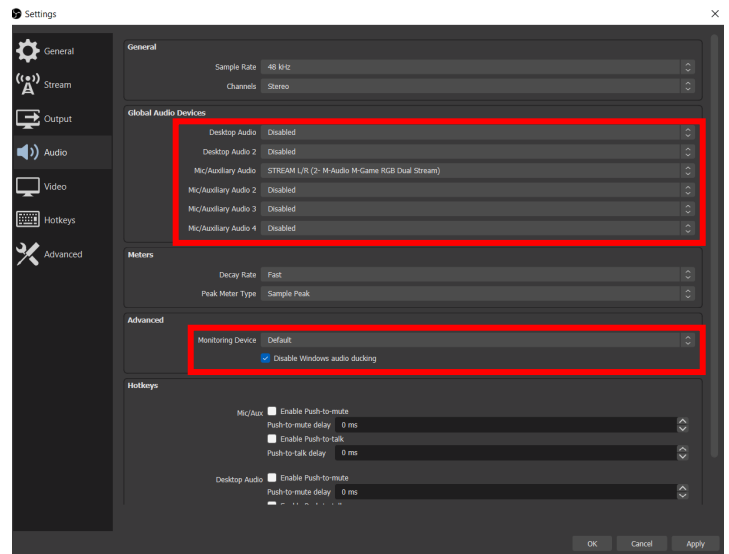 Settings
General
Stream
Output
Audio
Video
Hotkeys
Advanced
General
Sample Rate 48 kHz
Channels Stereo
Global Audio Devices
Desktop Audio Disabled
Desktop Audio 2 Disabled
Mic/Auxiliary Audio STREAM L/R (2- M-Audio M-Game RGB Dual Stream)
Mic/Auxiliary Audio 2 Disabled
Mic/Auxiliary Audio 3 Disabled
Mic/Auxiliary Audio 4 Disabled
Meters
Decay Rate Fast
Peak Meter Type Sample Peak
Advanced
Monitoring Device Default
Disable Windows audio ducking
Hotkeys
Mic/Aux Enable Push-to-mute
Push-to-mute delay 0 ms
Enable Push-to-talk
Push-to-talk delay 0 ms
Desktop Audio Enable Push-to-mute
Push-to-mute delay 0 ms
OK Cancel Apply